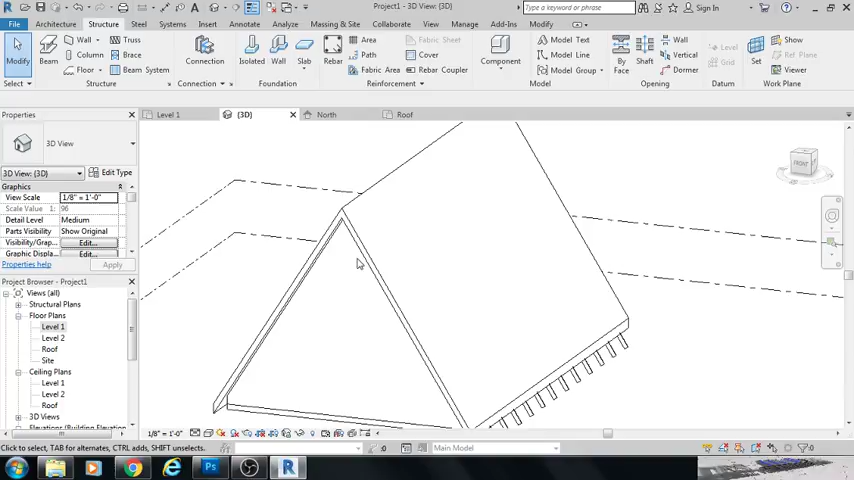 Project1 - 3D View: {3D}
Type a keyword or phrase
Sign In
File
Architecture
Structure
Steel
Systems
Insert
Annotate
Analyze
Massing & Site
Collaborate
View
Manage
Add-Ins
Modify
Modify
Select
Beam
Wall
Column
Floor
Truss
Brace
Beam System
Structure
Connection
Connection
Isolated
Wall
Slab
Foundation
Rebar
Area
Path
Fabric Area
Fabric Sheet
Cover
Rebar Coupler
Reinforcement
Component
Model Text
Model Line
Model Group
Model
By Face
Shaft
Wall
Vertical
Dormer
Opening
Level
Grid
Datum
Set
Show
Ref Plane
Viewer
Work Plane
Level 1
{3D}
North
Roof
Properties
3D View
3D View: {3D}
Edit Type
Graphics
View Scale
1/8" = 1'-0"
Scale Value 1:
96
Detail Level
Medium
Parts Visibility
Show Original
Visibility/Grap...
Edit...
Graphic Displa...
Edit...
Properties help
Apply
Project Browser - Project1
Views (all)
Structural Plans
Floor Plans
Level 1
Level 2
Roof
Site
Ceiling Plans
Level 1
Level 2
Roof
3D Views
Elevations (Building Elevation
FRONT
1/8" = 1'-0"
Click to select, TAB for alternates, CTRL adds, SHIFT unselects.
:0
Main Model
:0
Ps